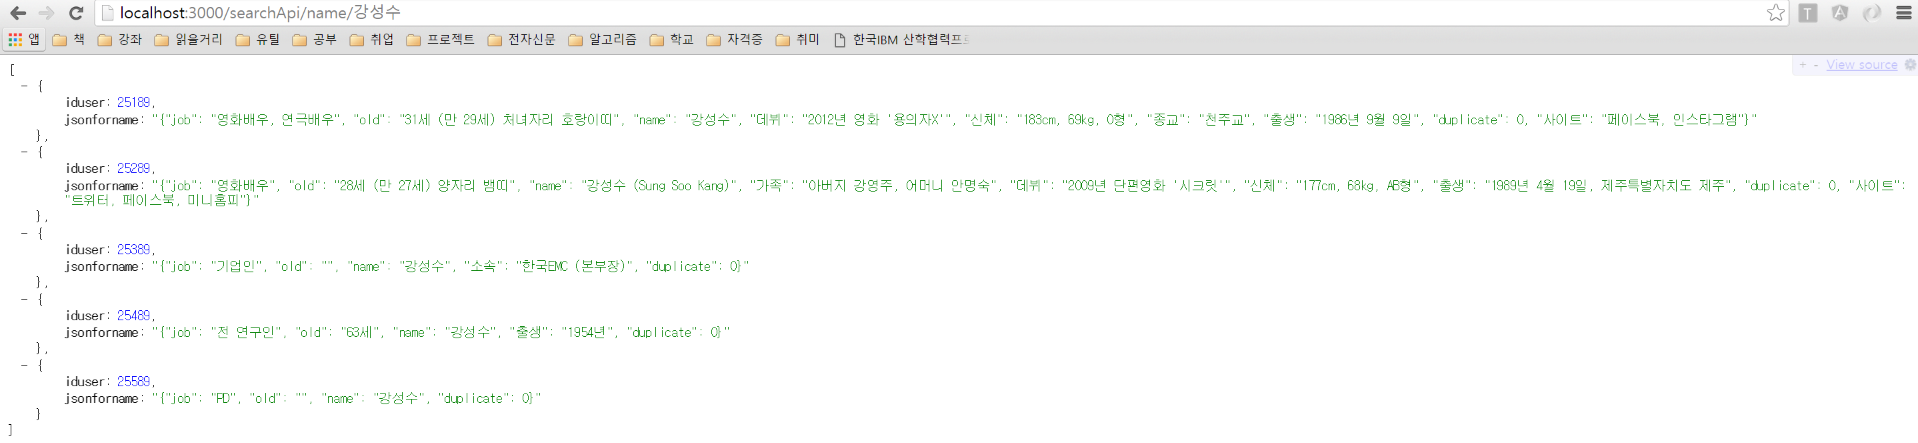 localhost:3000/searchApi/name/강성수
T
앱 책 강좌 읽을거리 유틸 공부 취업 프로젝트 전자신문 알고리즘 학교 자격증 취미 한국IBM 산학협력프
[
+ - View source
- {
iduser: 25189,
jsonforname: "{"job": "영화배우, 연극배우", "old": "31세 (만 29세) 처녀자리 호랑이띠", "name": "강성수", "데뷔": "2012년 영화 '용의자X'", "신체": "183cm, 69kg, O형", "종교": "천주교", "출생": "1986년 9월 9일", "duplicate": 0, "사이트": "페이스북, 인스타그램"}"
},
- {
iduser: 25289,
jsonforname: "{"job": "영화배우", "old": "28세 (만 27세) 양자리 뱀띠", "name": "강성수 (Sung Soo Kang)", "가족": "아버지 강영주, 어머니 안명숙", "데뷔": "2009년 단편영화 '시크릿'", "신체": "177cm, 68kg, AB형", "출생": "1989년 4월 19일, 제주특별자치도 제주", "duplicate": 0, "사이트":
"트위터, 페이스북, 미니홈피"}"
},
- {
iduser: 25389,
jsonforname: "{"job": "기업인", "old": "", "name": "강성수", "소속": "한국EMC (본부장)", "duplicate": 0}"
},
- {
iduser: 25489,
jsonforname: "{"job": "전 연구인", "old": "63세", "name": "강성수", "출생": "1954년", "duplicate": 0}"
},
- {
iduser: 25589,
jsonforname: "{"job": "PD", "old": "", "name": "강성수", "duplicate": 0}"
}
]